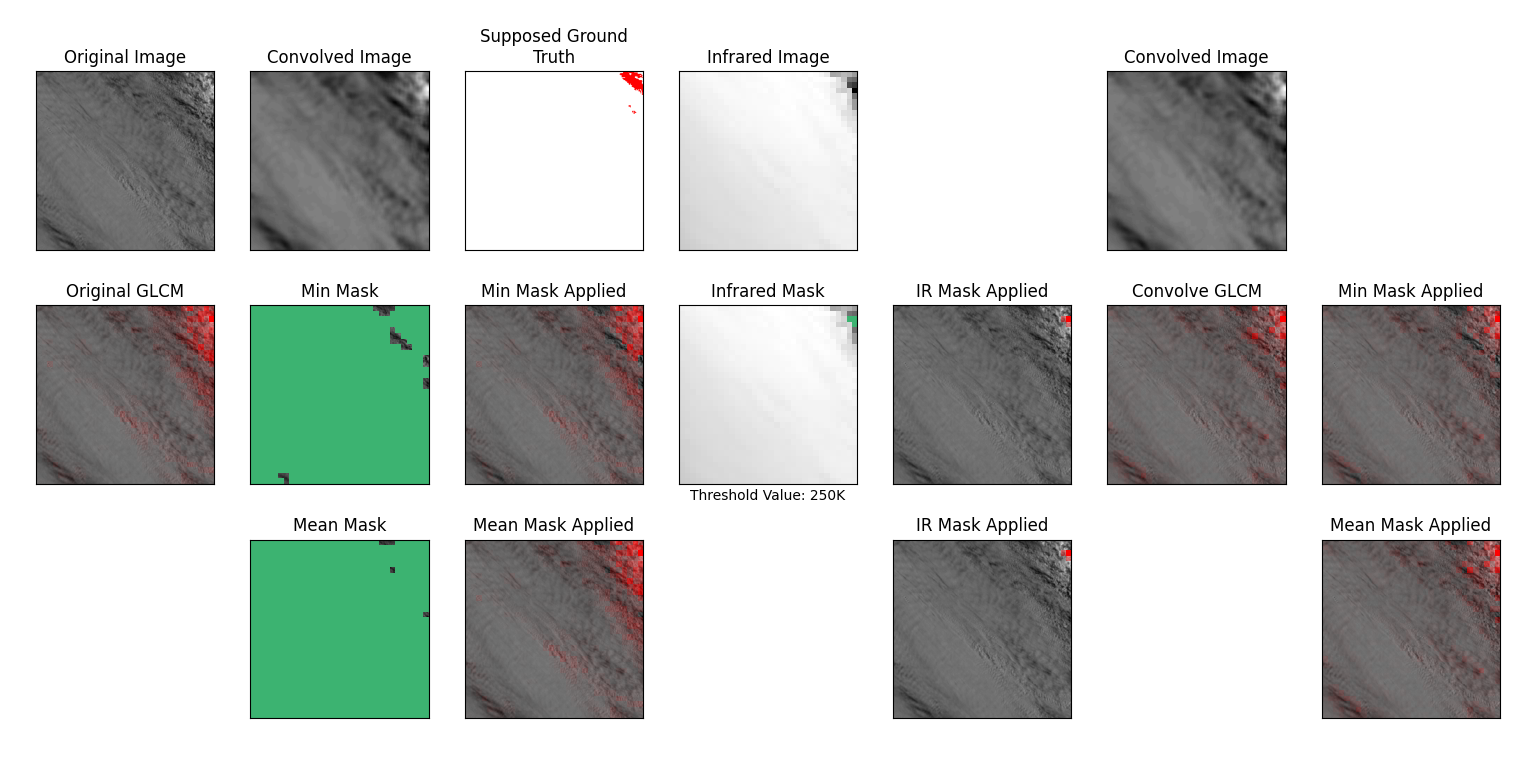 Original Image
Convolved Image
Supposed Ground
Truth
Infrared Image
Convolved Image
Original GLCM
Min Mask
Min Mask Applied
Infrared Mask
IR Mask Applied
Convolve GLCM
Min Mask Applied
Threshold Value: 250K
Mean Mask
Mean Mask Applied
IR Mask Applied
Mean Mask Applied